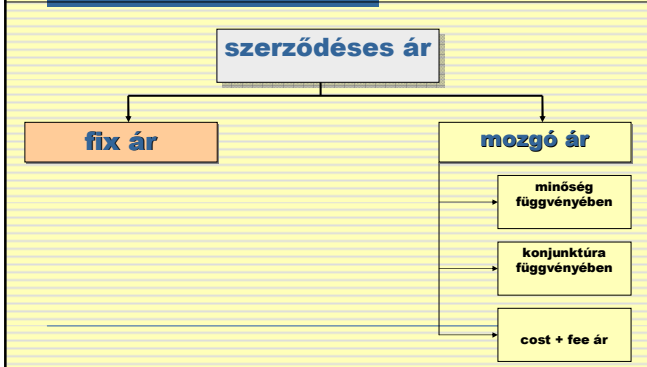 szerződéses ár
fix ár
mozgó ár
minőség
függvényében
konjunktúra
függvényében
cost + fee ár